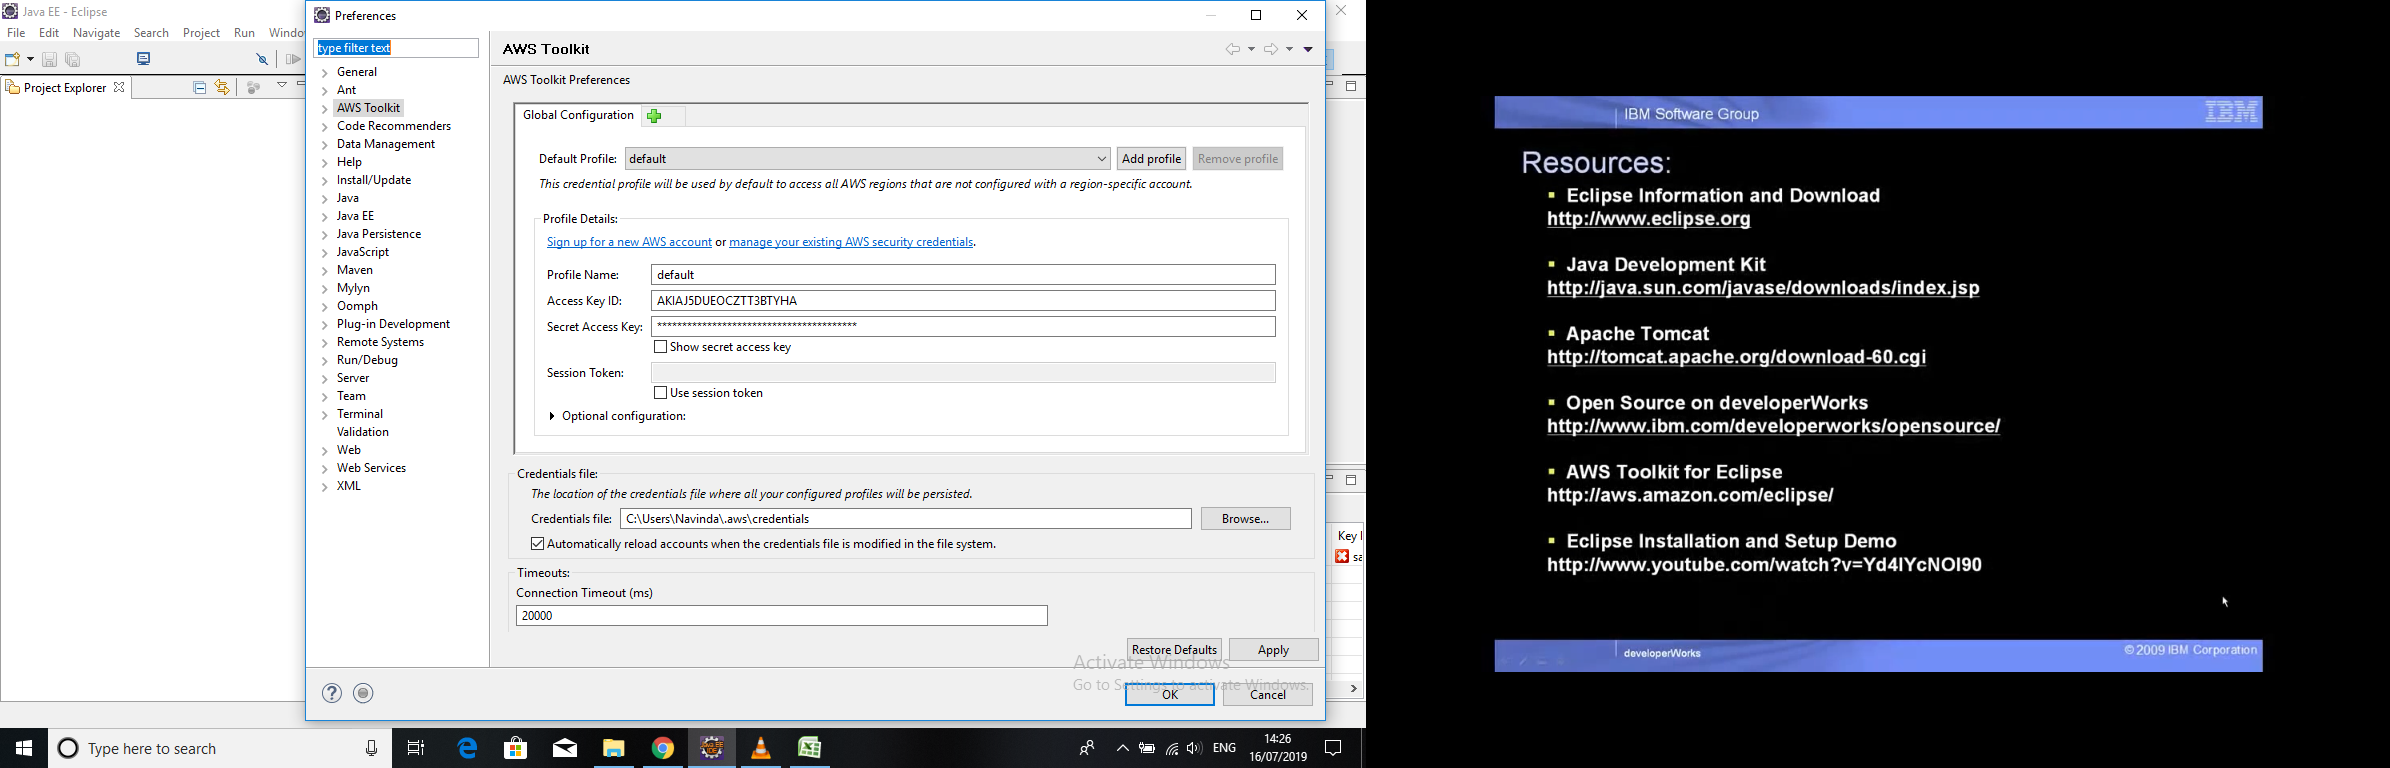 Java EE - Eclipse
File Edit Navigate Search Project Run Windo
Project Explorer
Preferences
type filter text
General
Ant
AWS Toolkit
Code Recommenders
Data Management
Help
Install/Update
Java
Java EE
Java Persistence
JavaScript
Maven
Mylyn
Oomph
Plug-in Development
Remote Systems
Run/Debug
Server
Team
Terminal
Validation
Web
Web Services
XML
AWS Toolkit
AWS Toolkit Preferences
Global Configuration
Default Profile: default Add profile Remove profile
This credential profile will be used by default to access all AWS regions that are not configured with a region-specific account.
Profile Details:
Sign up for a new AWS account or manage your existing AWS security credentials.
Profile Name: default
Access Key ID: AKIAJ5DUEOCZTT3BTYHA
Secret Access Key: ****************************************
Show secret access key
Session Token:
Use session token
Optional configuration:
Credentials file:
The location of the credentials file where all your configured profiles will be persisted.
Credentials file: C:\Users\Navinda\.aws\credentials Browse...
Automatically reload accounts when the credentials file is modified in the file system.
Timeouts:
Connection Timeout (ms)
20000
Restore Defaults Apply
Activate Windows
Go to Settings to activate Windows.
OK Cancel
Key
sa
Type here to search
ENG
14:26
16/07/2019
IBM Software Group
IBM
Resources:
Eclipse Information and Download
http://www.eclipse.org
Java Development Kit
http://java.sun.com/javase/downloads/index.jsp
Apache Tomcat
http://tomcat.apache.org/download-60.cgi
Open Source on developerWorks
http://www.ibm.com/developerworks/opensource/
AWS Toolkit for Eclipse
http://aws.amazon.com/eclipse/
Eclipse Installation and Setup Demo
http://www.youtube.com/watch?v=Yd4IYcNOI90
developerWorks
© 2009 IBM Corporation